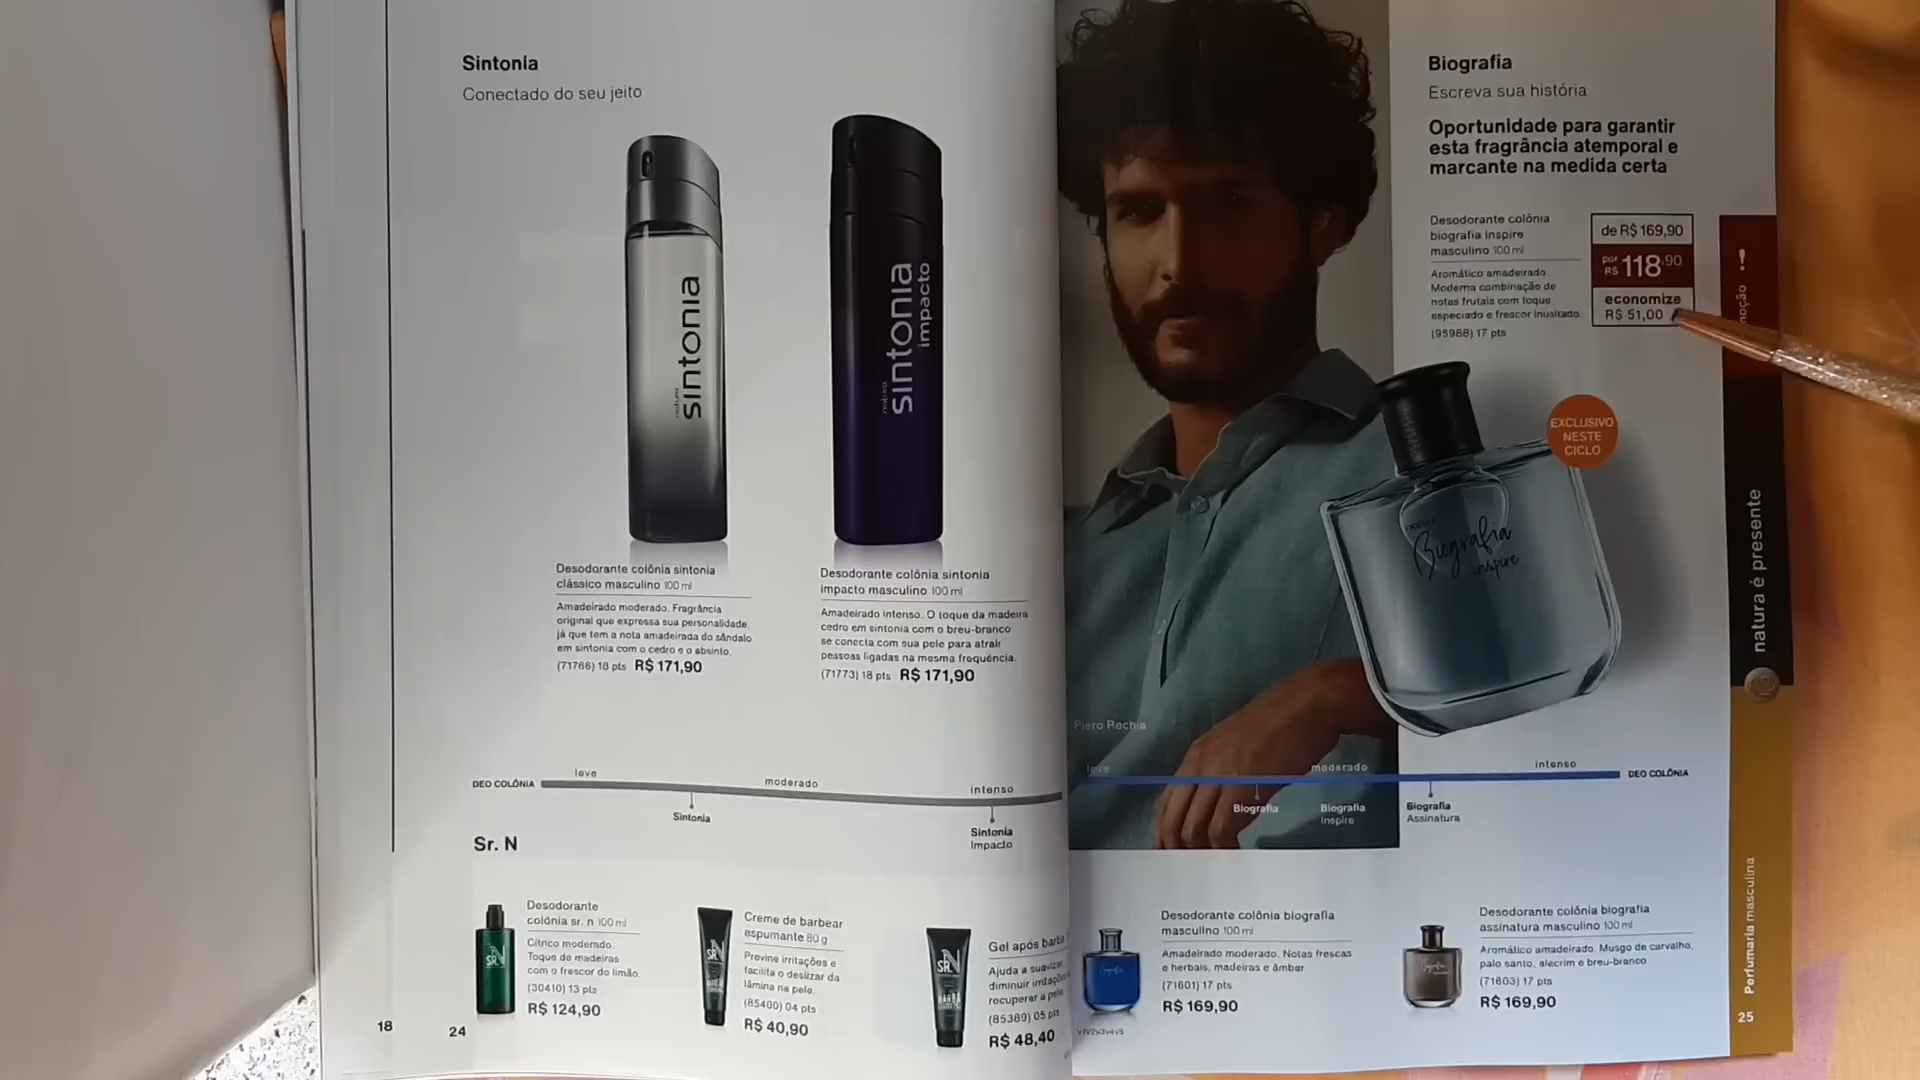 Sintonia
Conectado do seu jeito
natura
sintonia
natura
sintonia
impacto
Desodorante colônia sintonia
clássico masculino 100 ml
Amadeirado moderado. Fragrância
original que expressa sua personalidade,
já que tem a nota amadeirada do sândalo
em sintonia com o cedro e o absinto.
(71766) 18 pts R$ 171,90
Desodorante colônia sintonia
impacto masculino 100 ml
Amadeirado intenso. O toque da madeira
cedro em sintonia com o breu-branco
se conecta com sua pele para atrair
pessoas ligadas na mesma frequência.
(71773) 18 pts R$ 171,90
DEO COLÔNIA
leve
moderado
intenso
Sintonia
Sintonia
Impacto
Sr. N
Desodorante
colônia sr. n 100 ml
Cítrico moderado.
Toque de madeiras
com o frescor do limão.
(30410) 13 pts
R$ 124,90
SR.N
Creme de barbear
espumante 80 g
Previne irritações e
facilita o deslizar da
lâmina na pele.
(85400) 04 pts
R$ 40,90
SR.N
BARBA
Gel após barba
Ajuda a suavizar,
diminuir irritações
recuperar a pele
(85389) 05 pts
R$ 48,40
18
24
Biografia
Escreva sua história
Oportunidade para garantir
esta fragrância atemporal e
marcante na medida certa
Desodorante colônia
biografia Inspire
masculino 100 ml
Aromático amadeirado.
Moderna combinação de
notas frutais com toque
especiado e frescor inusitado.
(95988) 17 pts
de R$ 169,90
por
R$ 118,90
economize
R$ 51,00
EXCLUSIVO
NESTE
CICLO
natura
Biografia
inspire
Piero Rechia
leve
moderado
intenso
DEO COLÔNIA
Biografia
Biografia
Inspire
Biografia
Assinatura
Desodorante colônia biografia
masculino 100 ml
Amadeirado moderado. Notas frescas
e herbais, madeiras e âmbar.
(71601) 17 pts
R$ 169,90
Desodorante colônia biografia
assinatura masculino 100 ml
Aromático amadeirado. Musgo de carvalho,
palo santo, alecrim e breu-branco
(71603) 17 pts
R$ 169,90
V1V2V3V4V5
natura é presente
Perfumaria masculina
25